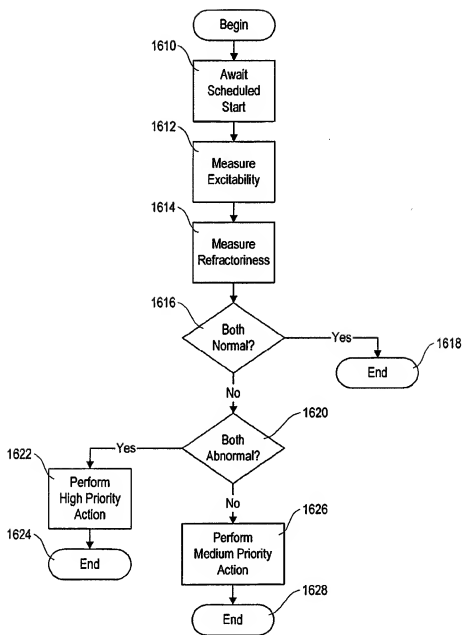 Begin
1610
Await
Scheduled
Start
1612
Measure
Excitability
1614
Measure
Refractoriness
1616
Both
Normal?
Yes
1618
End
No
1620
Both
Abnormal?
Yes
1622
Perform
High Priority
Action
1624
End
No
1626
Perform
Medium Priority
Action
1628
End